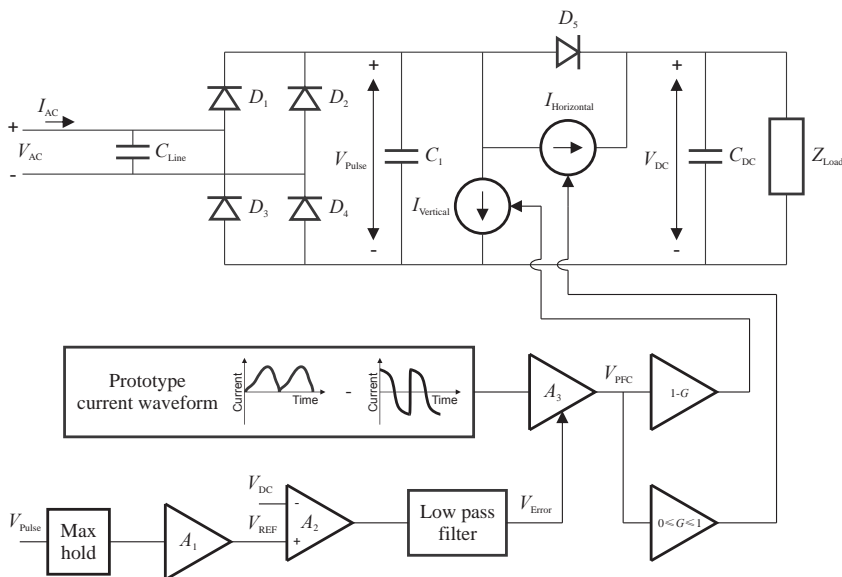 D5
+
+
D1
D2
IAC
IHorizontal
+
VAC
CLine
VPulse
C1
VDC
CDC
ZLoad
-
D3
D4
IVertical
-
-
Prototype
current waveform
Current
Time
-
Current
Time
A3
VPFC
1-G
VDC
-
VPulse
Max
hold
A1
VREF
+
A2
Low pass
filter
VError
0≤G≤1